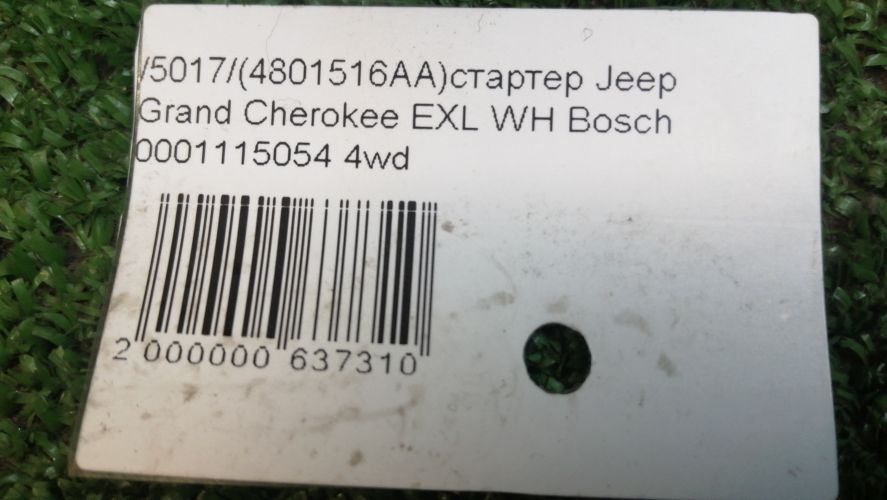 /5017/(4801516AA)стартер Jeep
Grand Cherokee EXL WH Bosch
0001115054 4wd
2 000000 637310